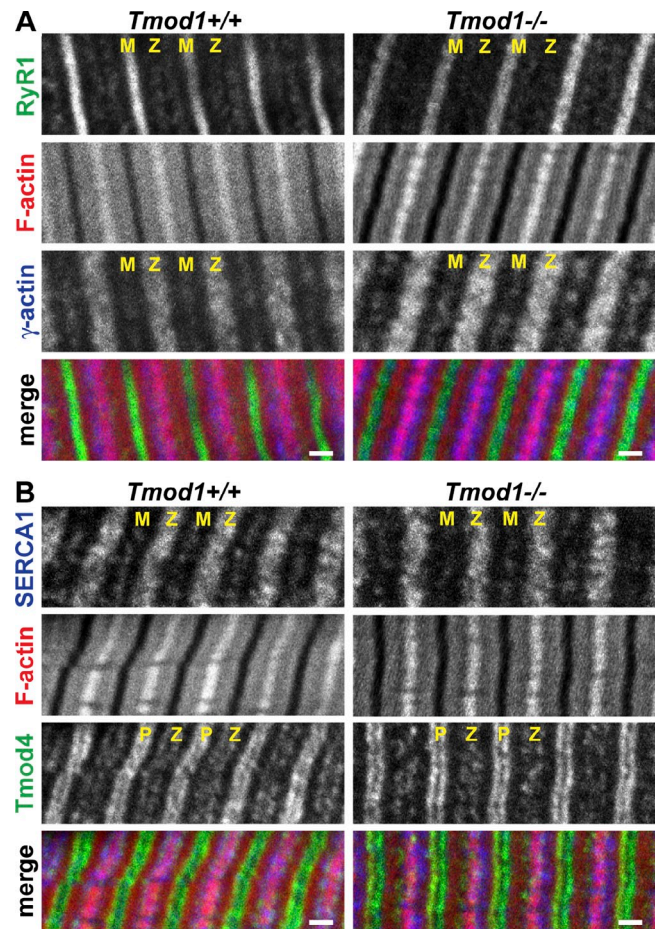 A
Tmod1+/+ Tmod1-/-
RyR1
M Z M Z M Z M Z
F-actin
γ-actin
M Z M Z M Z M Z
merge
B
Tmod1+/+ Tmod1-/-
SERCA1
M Z M Z M Z M Z
F-actin
Tmod4
P Z P Z P Z P Z
merge